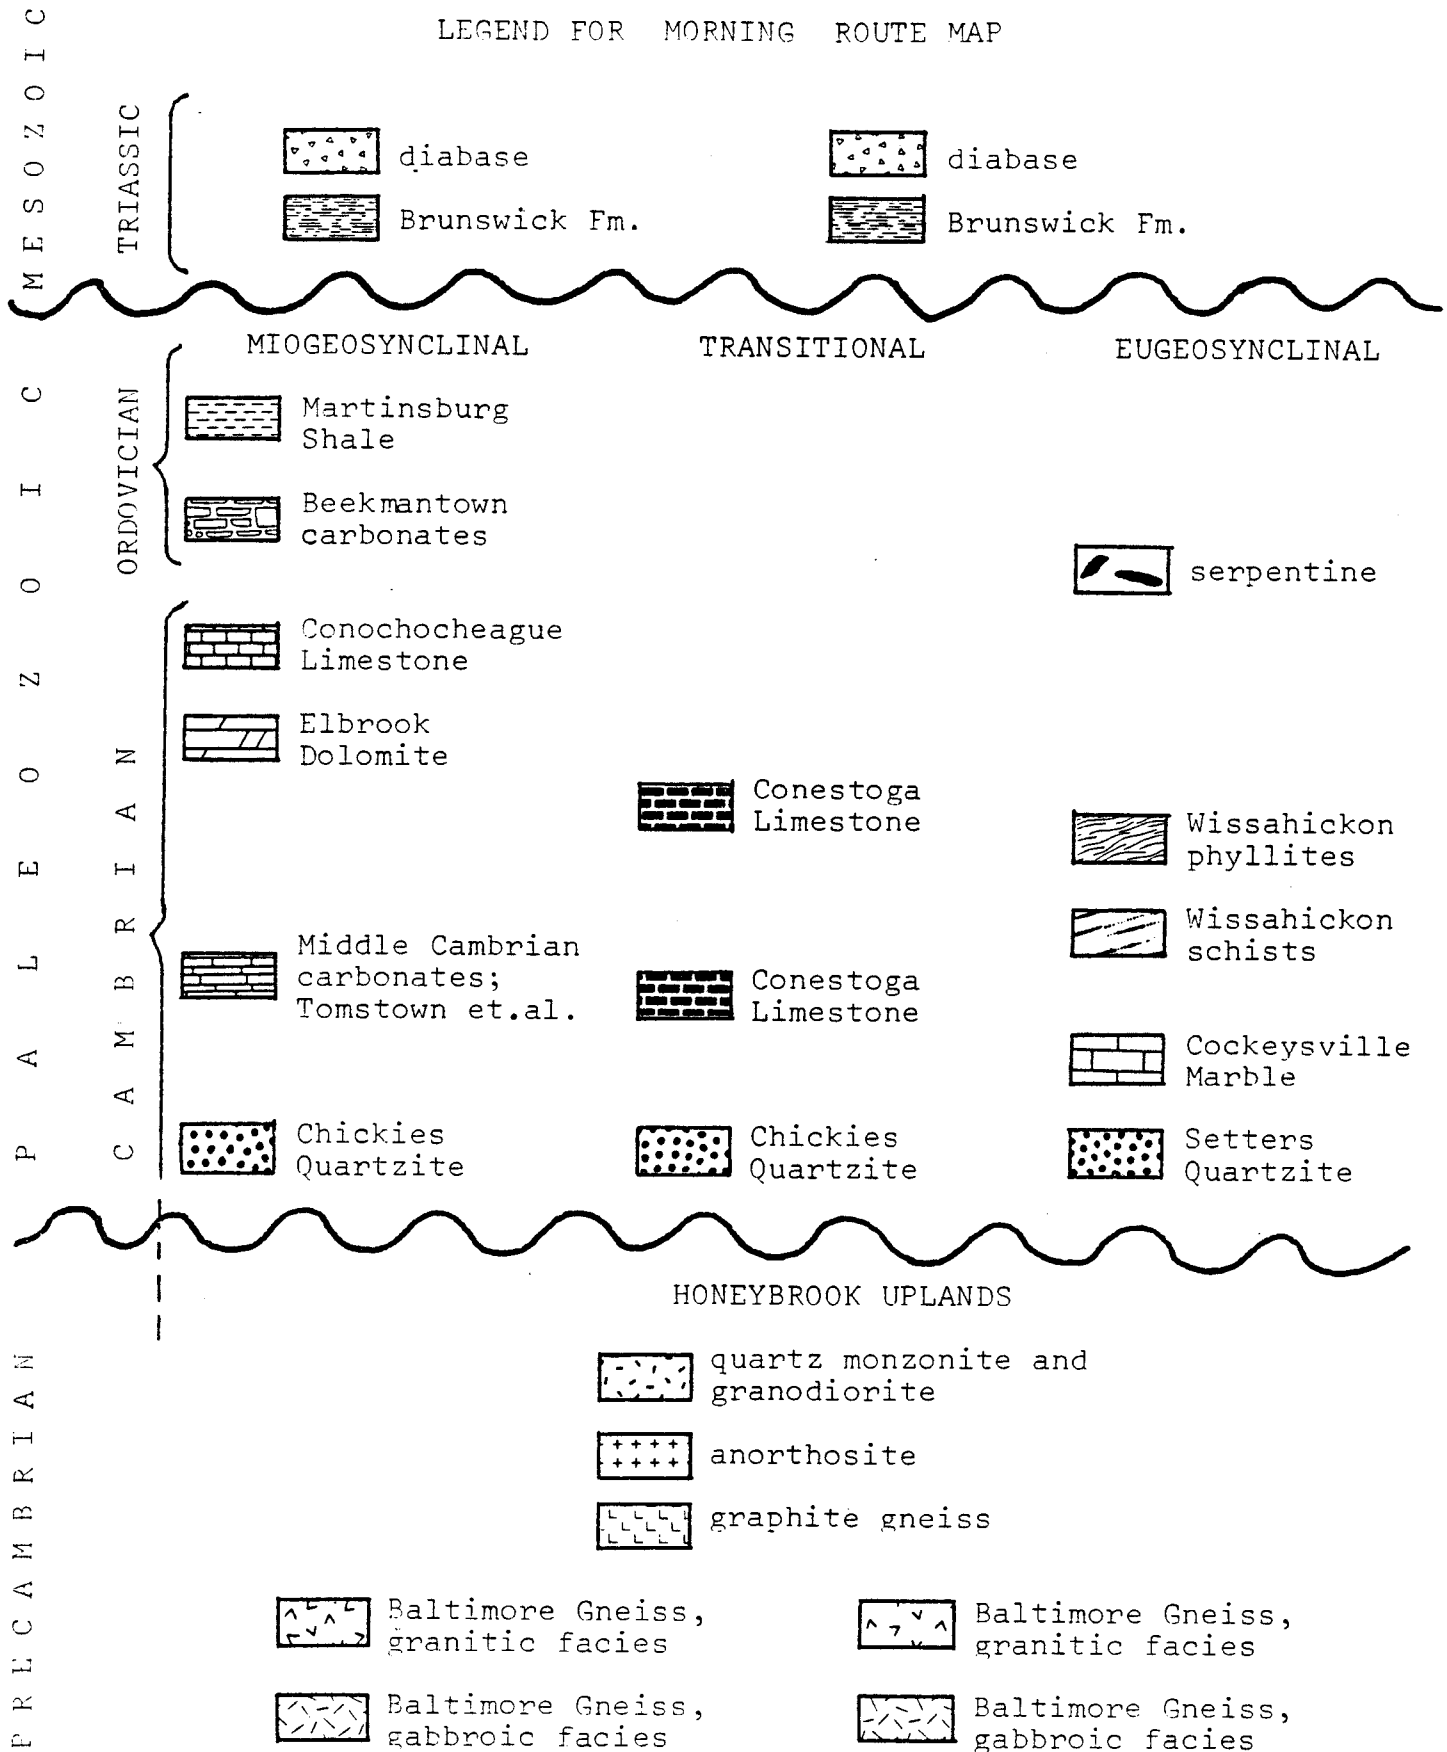 LEGEND FOR MORNING ROUTE MAP
MESOZOIC
TRIASSIC
diabase
diabase
Brunswick Fm.
Brunswick Fm.
MIOGEOSYNCLINAL
TRANSITIONAL
EUGEOSYNCLINAL
PALEOZOIC
ORDOVICIAN
Martinsburg
Shale
Beekmantown
carbonates
serpentine
CAMBRIAN
Conochocheague
Limestone
Elbrook
Dolomite
Conestoga
Limestone
Wissahickon
phyllites
Wissahickon
schists
Middle Cambrian
carbonates;
Tomstown et.al.
Conestoga
Limestone
Cockeysville
Marble
Chickies
Quartzite
Chickies
Quartzite
Setters
Quartzite
HONEYBROOK UPLANDS
PRECAMBRIAN
quartz monzonite and
granodiorite
anorthosite
graphite gneiss
Baltimore Gneiss,
granitic facies
Baltimore Gneiss,
granitic facies
Baltimore Gneiss,
gabbroic facies
Baltimore Gneiss,
gabbroic facies